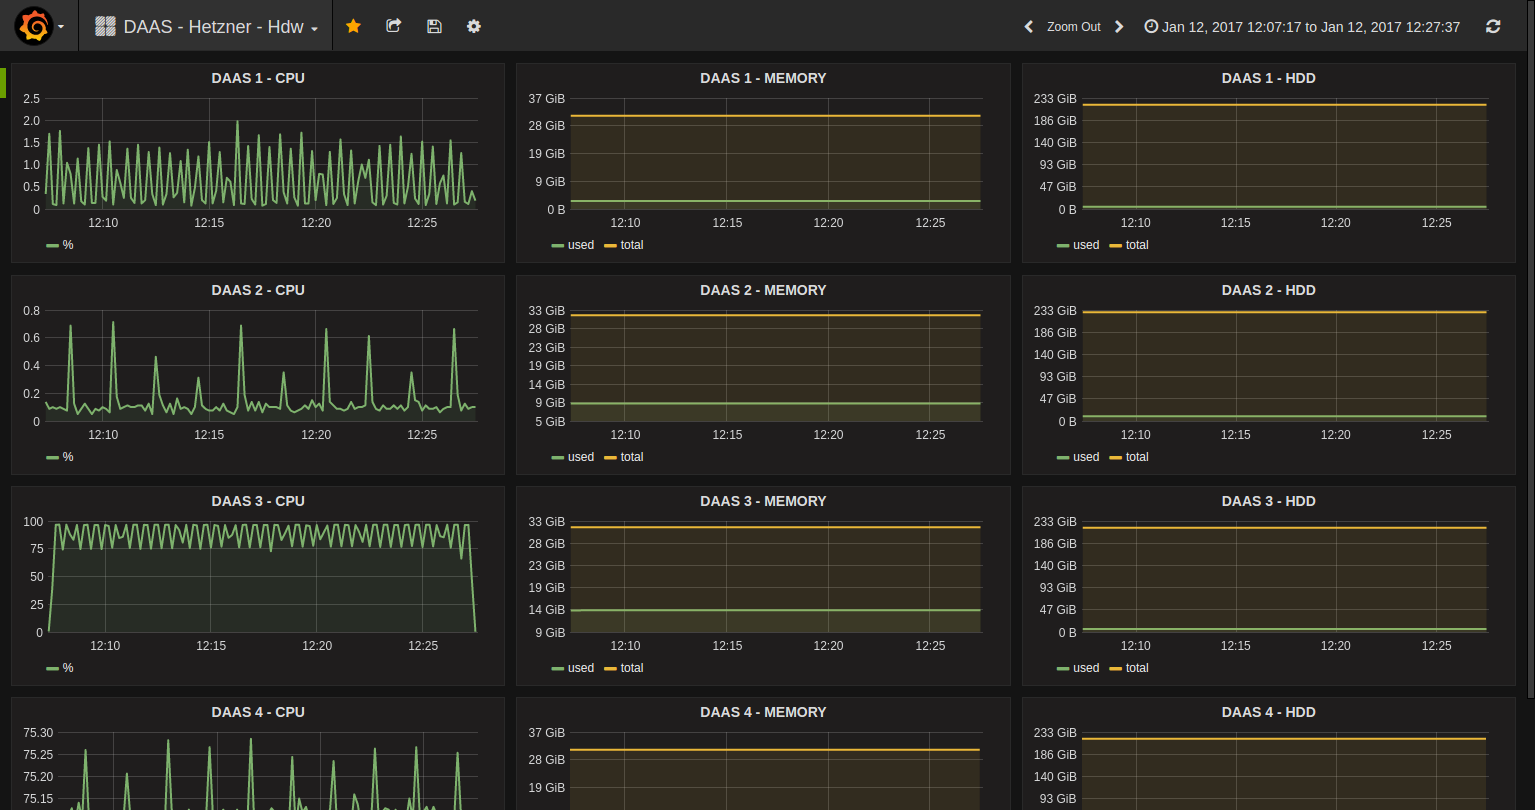 DAAS - Hetzner - Hdw
Zoom Out
Jan 12, 2017 12:07:17 to Jan 12, 2017 12:27:37
DAAS 1 - CPU
2.5
2.0
1.5
1.0
0.5
0
12:10 12:15 12:20 12:25
%
DAAS 1 - MEMORY
37 GiB
28 GiB
19 GiB
9 GiB
0 B
12:10 12:15 12:20 12:25
used total
DAAS 1 - HDD
233 GiB
186 GiB
140 GiB
93 GiB
47 GiB
0 B
12:10 12:15 12:20 12:25
used total
DAAS 2 - CPU
0.8
0.6
0.4
0.2
0
12:10 12:15 12:20 12:25
%
DAAS 2 - MEMORY
33 GiB
28 GiB
23 GiB
19 GiB
14 GiB
9 GiB
5 GiB
12:10 12:15 12:20 12:25
used total
DAAS 2 - HDD
233 GiB
186 GiB
140 GiB
93 GiB
47 GiB
0 B
12:10 12:15 12:20 12:25
used total
DAAS 3 - CPU
100
75
50
25
0
12:10 12:15 12:20 12:25
%
DAAS 3 - MEMORY
33 GiB
28 GiB
23 GiB
19 GiB
14 GiB
9 GiB
12:10 12:15 12:20 12:25
used total
DAAS 3 - HDD
233 GiB
186 GiB
140 GiB
93 GiB
47 GiB
0 B
12:10 12:15 12:20 12:25
used total
DAAS 4 - CPU
75.30
75.25
75.20
75.15
DAAS 4 - MEMORY
37 GiB
28 GiB
19 GiB
DAAS 4 - HDD
233 GiB
186 GiB
140 GiB
93 GiB